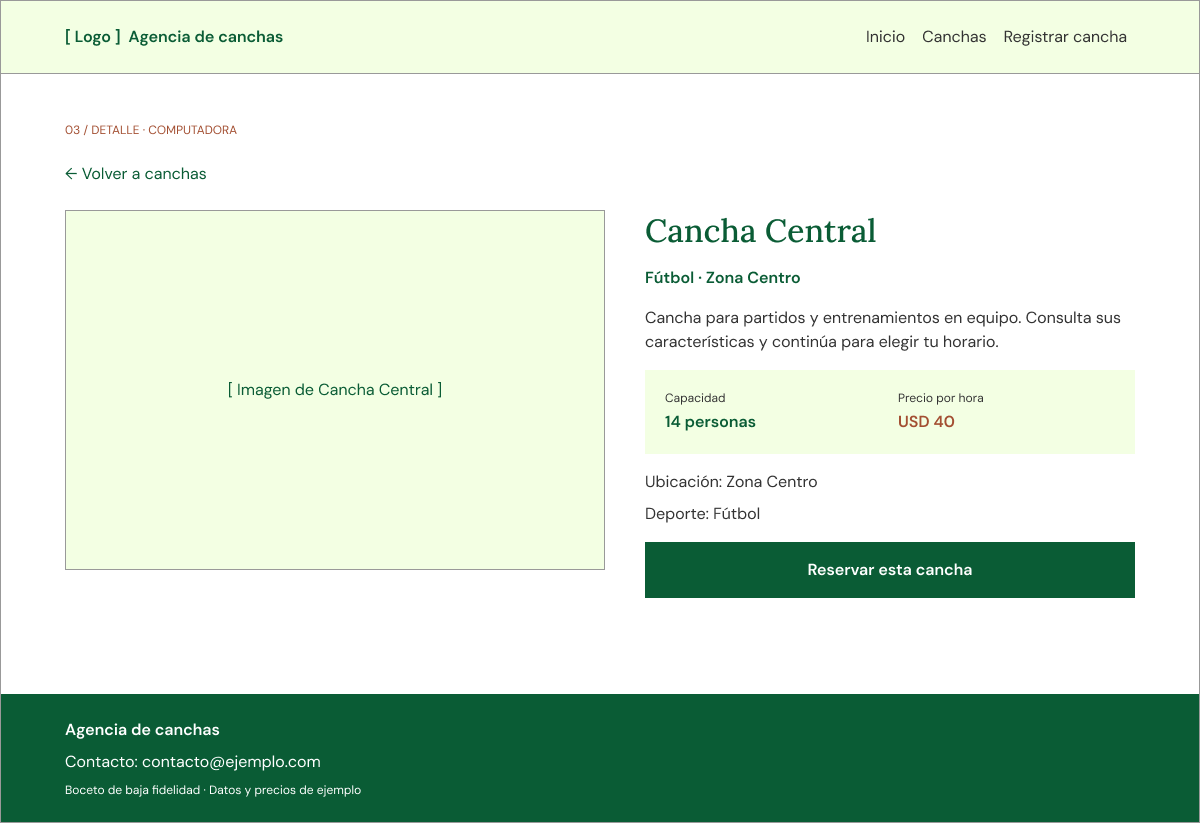 [ Logo ] Agencia de canchas
Inicio Canchas Registrar cancha
03 / DETALLE · COMPUTADORA
← Volver a canchas
[ Imagen de Cancha Central ]
Cancha Central
Fútbol · Zona Centro
Cancha para partidos y entrenamientos en equipo. Consulta sus
características y continúa para elegir tu horario.
Capacidad
14 personas
Precio por hora
USD 40
Ubicación: Zona Centro
Deporte: Fútbol
Reservar esta cancha
Agencia de canchas
Contacto: contacto@ejemplo.com
Boceto de baja fidelidad · Datos y precios de ejemplo